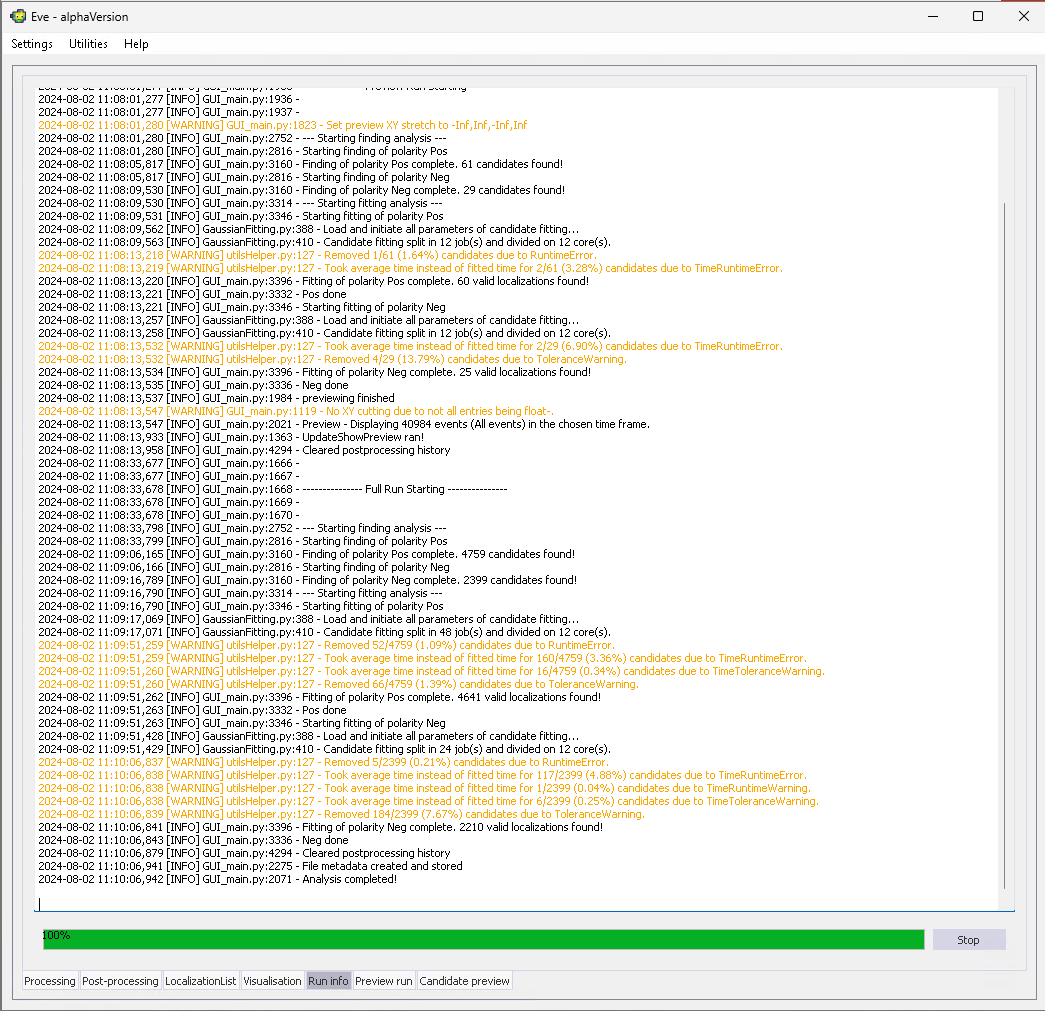 Eve - alphaVersion
Settings Utilities Help
2024-08-02 11:08:01,277 [INFO] GUI_main.py:1936 -
2024-08-02 11:08:01,277 [INFO] GUI_main.py:1937 -
2024-08-02 11:08:01,280 [WARNING] GUI_main.py:1823 - Set preview XY stretch to -Inf,Inf,-Inf,Inf
2024-08-02 11:08:01,280 [INFO] GUI_main.py:2752 - --- Starting finding analysis ---
2024-08-02 11:08:01,280 [INFO] GUI_main.py:2816 - Starting finding of polarity Pos
2024-08-02 11:08:05,817 [INFO] GUI_main.py:3160 - Finding of polarity Pos complete. 61 candidates found!
2024-08-02 11:08:05,817 [INFO] GUI_main.py:2816 - Starting finding of polarity Neg
2024-08-02 11:08:09,530 [INFO] GUI_main.py:3160 - Finding of polarity Neg complete. 29 candidates found!
2024-08-02 11:08:09,530 [INFO] GUI_main.py:3314 - --- Starting fitting analysis ---
2024-08-02 11:08:09,531 [INFO] GUI_main.py:3346 - Starting fitting of polarity Pos
2024-08-02 11:08:09,562 [INFO] GaussianFitting.py:388 - Load and initiate all parameters of candidate fitting...
2024-08-02 11:08:09,563 [INFO] GaussianFitting.py:410 - Candidate fitting split in 12 job(s) and divided on 12 core(s).
2024-08-02 11:08:13,218 [WARNING] utilsHelper.py:127 - Removed 1/61 (1.64%) candidates due to RuntimeError.
2024-08-02 11:08:13,219 [WARNING] utilsHelper.py:127 - Took average time instead of fitted time for 2/61 (3.28%) candidates due to TimeRuntimeError.
2024-08-02 11:08:13,220 [INFO] GUI_main.py:3396 - Fitting of polarity Pos complete. 60 valid localizations found!
2024-08-02 11:08:13,221 [INFO] GUI_main.py:3332 - Pos done
2024-08-02 11:08:13,221 [INFO] GUI_main.py:3346 - Starting fitting of polarity Neg
2024-08-02 11:08:13,257 [INFO] GaussianFitting.py:388 - Load and initiate all parameters of candidate fitting...
2024-08-02 11:08:13,258 [INFO] GaussianFitting.py:410 - Candidate fitting split in 12 job(s) and divided on 12 core(s).
2024-08-02 11:08:13,532 [WARNING] utilsHelper.py:127 - Took average time instead of fitted time for 2/29 (6.90%) candidates due to TimeRuntimeError.
2024-08-02 11:08:13,532 [WARNING] utilsHelper.py:127 - Removed 4/29 (13.79%) candidates due to ToleranceWarning.
2024-08-02 11:08:13,534 [INFO] GUI_main.py:3396 - Fitting of polarity Neg complete. 25 valid localizations found!
2024-08-02 11:08:13,535 [INFO] GUI_main.py:3336 - Neg done
2024-08-02 11:08:13,537 [INFO] GUI_main.py:1984 - previewing finished
2024-08-02 11:08:13,547 [WARNING] GUI_main.py:1119 - No XY cutting due to not all entries being float-.
2024-08-02 11:08:13,547 [INFO] GUI_main.py:2021 - Preview - Displaying 40984 events (All events) in the chosen time frame.
2024-08-02 11:08:13,933 [INFO] GUI_main.py:1363 - UpdateShowPreview ran!
2024-08-02 11:08:13,958 [INFO] GUI_main.py:4294 - Cleared postprocessing history
2024-08-02 11:08:33,677 [INFO] GUI_main.py:1666 -
2024-08-02 11:08:33,677 [INFO] GUI_main.py:1667 -
2024-08-02 11:08:33,678 [INFO] GUI_main.py:1668 - --------------- Full Run Starting ---------------
2024-08-02 11:08:33,678 [INFO] GUI_main.py:1669 -
2024-08-02 11:08:33,678 [INFO] GUI_main.py:1670 -
2024-08-02 11:08:33,798 [INFO] GUI_main.py:2752 - --- Starting finding analysis ---
2024-08-02 11:08:33,799 [INFO] GUI_main.py:2816 - Starting finding of polarity Pos
2024-08-02 11:09:06,165 [INFO] GUI_main.py:3160 - Finding of polarity Pos complete. 4759 candidates found!
2024-08-02 11:09:06,166 [INFO] GUI_main.py:2816 - Starting finding of polarity Neg
2024-08-02 11:09:16,789 [INFO] GUI_main.py:3160 - Finding of polarity Neg complete. 2399 candidates found!
2024-08-02 11:09:16,790 [INFO] GUI_main.py:3314 - --- Starting fitting analysis ---
2024-08-02 11:09:16,790 [INFO] GUI_main.py:3346 - Starting fitting of polarity Pos
2024-08-02 11:09:17,069 [INFO] GaussianFitting.py:388 - Load and initiate all parameters of candidate fitting...
2024-08-02 11:09:17,071 [INFO] GaussianFitting.py:410 - Candidate fitting split in 48 job(s) and divided on 12 core(s).
2024-08-02 11:09:51,259 [WARNING] utilsHelper.py:127 - Removed 52/4759 (1.09%) candidates due to RuntimeError.
2024-08-02 11:09:51,259 [WARNING] utilsHelper.py:127 - Took average time instead of fitted time for 160/4759 (3.36%) candidates due to TimeRuntimeError.
2024-08-02 11:09:51,260 [WARNING] utilsHelper.py:127 - Took average time instead of fitted time for 16/4759 (0.34%) candidates due to TimeToleranceWarning.
2024-08-02 11:09:51,260 [WARNING] utilsHelper.py:127 - Removed 66/4759 (1.39%) candidates due to ToleranceWarning.
2024-08-02 11:09:51,262 [INFO] GUI_main.py:3396 - Fitting of polarity Pos complete. 4641 valid localizations found!
2024-08-02 11:09:51,263 [INFO] GUI_main.py:3332 - Pos done
2024-08-02 11:09:51,263 [INFO] GUI_main.py:3346 - Starting fitting of polarity Neg
2024-08-02 11:09:51,428 [INFO] GaussianFitting.py:388 - Load and initiate all parameters of candidate fitting...
2024-08-02 11:09:51,429 [INFO] GaussianFitting.py:410 - Candidate fitting split in 24 job(s) and divided on 12 core(s).
2024-08-02 11:10:06,837 [WARNING] utilsHelper.py:127 - Removed 5/2399 (0.21%) candidates due to RuntimeError.
2024-08-02 11:10:06,838 [WARNING] utilsHelper.py:127 - Took average time instead of fitted time for 117/2399 (4.88%) candidates due to TimeRuntimeError.
2024-08-02 11:10:06,838 [WARNING] utilsHelper.py:127 - Took average time instead of fitted time for 1/2399 (0.04%) candidates due to TimeRuntimeWarning.
2024-08-02 11:10:06,838 [WARNING] utilsHelper.py:127 - Took average time instead of fitted time for 6/2399 (0.25%) candidates due to TimeToleranceWarning.
2024-08-02 11:10:06,839 [WARNING] utilsHelper.py:127 - Removed 184/2399 (7.67%) candidates due to ToleranceWarning.
2024-08-02 11:10:06,841 [INFO] GUI_main.py:3396 - Fitting of polarity Neg complete. 2210 valid localizations found!
2024-08-02 11:10:06,843 [INFO] GUI_main.py:3336 - Neg done
2024-08-02 11:10:06,879 [INFO] GUI_main.py:4294 - Cleared postprocessing history
2024-08-02 11:10:06,941 [INFO] GUI_main.py:2275 - File metadata created and stored
2024-08-02 11:10:06,942 [INFO] GUI_main.py:2071 - Analysis completed!
100%
Stop
Processing Post-processing LocalizationList Visualisation Run info Preview run Candidate preview